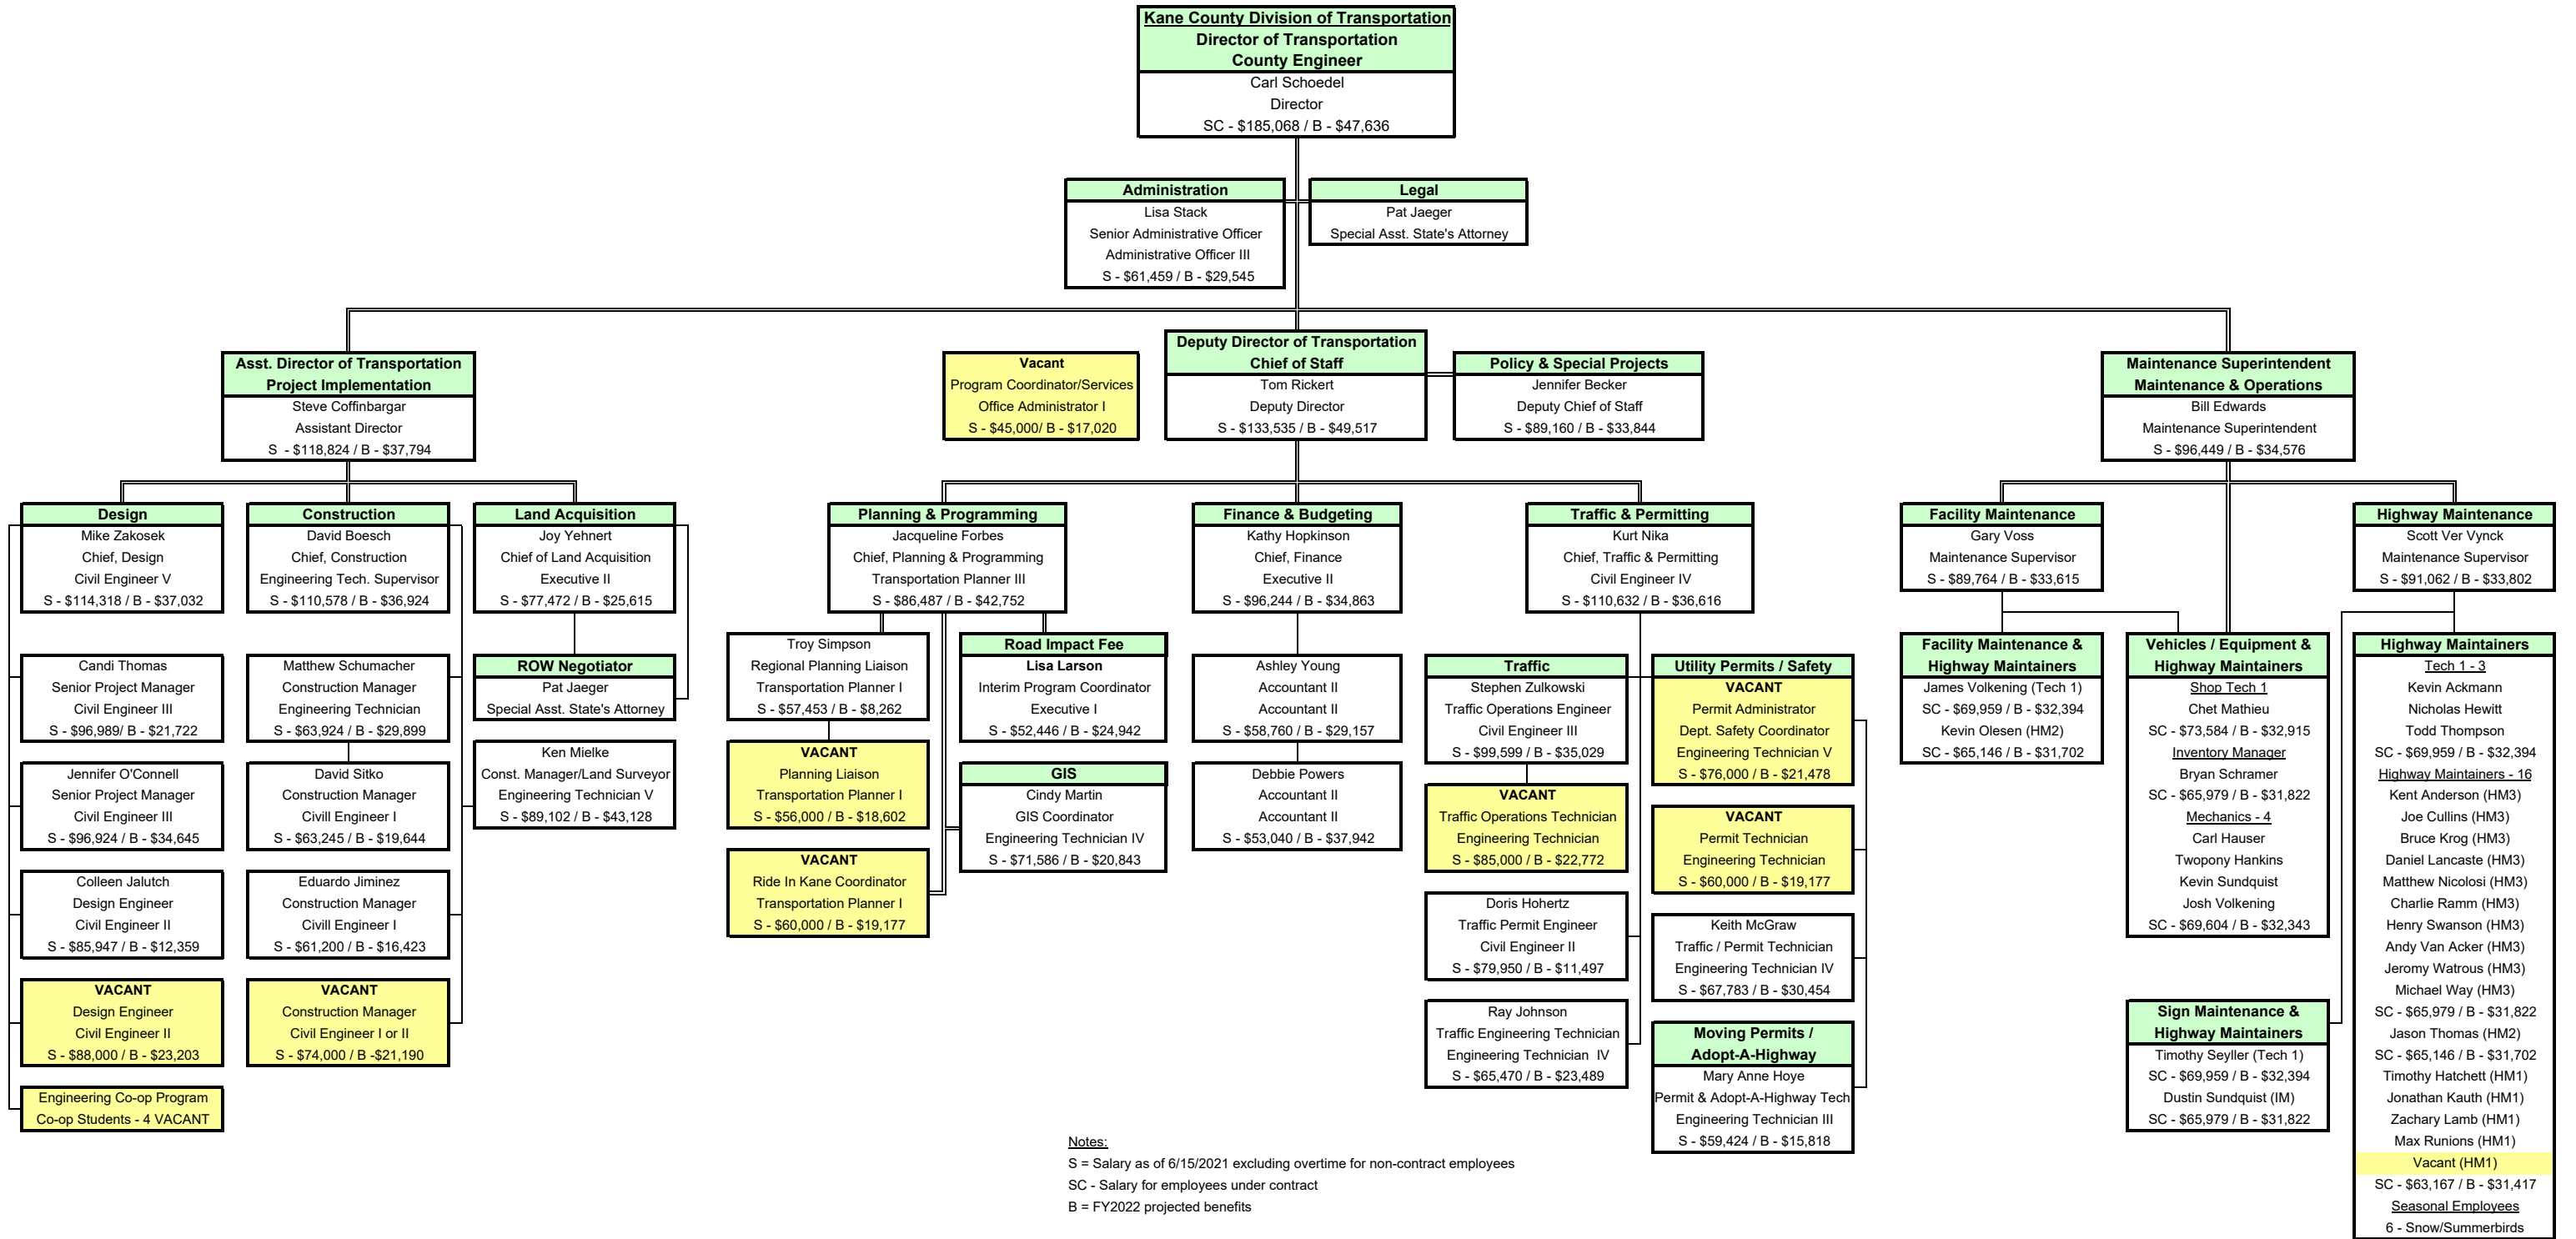 Kane County Division of Transportation
Director of Transportation
County Engineer
Carl Schoedel
Director
SC - $185,068 / B - $47,636
Administration
Lisa Stack
Senior Administrative Officer
Administrative Officer III
S - $61,459 / B - $29,545
Legal
Pat Jaeger
Special Asst. State's Attorney
Asst. Director of Transportation
Project Implementation
Steve Coffinbargar
Assistant Director
S  - $118,824 / B - $37,794
Vacant
Program Coordinator/Services
Office Administrator I
S - $45,000/ B - $17,020
Deputy Director of Transportation
Chief of Staff
Tom Rickert
Deputy Director
S - $133,535 / B - $49,517
Policy & Special Projects
Jennifer Becker
Deputy Chief of Staff
S - $89,160 / B - $33,844
Maintenance Superintendent
Maintenance & Operations
Bill Edwards
Maintenance Superintendent
S - $96,449 / B - $34,576
Design
Mike Zakosek
Chief, Design
Civil Engineer V
S - $114,318 / B - $37,032
Candi Thomas
Senior Project Manager
Civil Engineer III
S - $96,989/ B - $21,722
Jennifer O'Connell
Senior Project Manager
Civil Engineer III
S - $96,924 / B - $34,645
Colleen Jalutch
Design Engineer
Civil Engineer II
S - $85,947 / B - $12,359
VACANT
Design Engineer
Civil Engineer II
S - $88,000 / B - $23,203
Engineering Co-op Program
Co-op Students - 4 VACANT
Construction
David Boesch
Chief, Construction
Engineering Tech. Supervisor
S - $110,578 / B - $36,924
Matthew Schumacher
Construction Manager
Engineering Technician
S - $63,924 / B - $29,899
David Sitko
Construction Manager
Civill Engineer I
S - $63,245 / B - $19,644
Eduardo Jiminez
Construction Manager
Civill Engineer I
S - $61,200 / B - $16,423
VACANT
Construction Manager
Civil Engineer I or II
S - $74,000 / B -$21,190
Land Acquisition
Joy Yehnert
Chief of Land Acquisition
Executive II
S - $77,472 / B - $25,615
ROW Negotiator
Pat Jaeger
Special Asst. State's Attorney
Ken Mielke
Const. Manager/Land Surveyor
Engineering Technician V
S - $89,102 / B - $43,128
Planning & Programming
Jacqueline Forbes
Chief, Planning & Programming
Transportation Planner III
S - $86,487 / B - $42,752
Troy Simpson
Regional Planning Liaison
Transportation Planner I
S - $57,453 / B - $8,262
VACANT
Planning Liaison
Transportation Planner I
S - $56,000 / B - $18,602
VACANT
Ride In Kane Coordinator
Transportation Planner I
S - $60,000 / B - $19,177
Road Impact Fee
Lisa Larson
Interim Program Coordinator
Executive I
S - $52,446 / B - $24,942
GIS
Cindy Martin
GIS Coordinator
Engineering Technician IV
S - $71,586 / B - $20,843
Finance & Budgeting
Kathy Hopkinson
Chief, Finance
Executive II
S - $96,244 / B - $34,863
Ashley Young
Accountant II
Accountant II
S - $58,760 / B - $29,157
Debbie Powers
Accountant II
Accountant II
S - $53,040 / B - $37,942
Traffic & Permitting
Kurt Nika
Chief, Traffic & Permitting
Civil Engineer IV
S - $110,632 / B - $36,616
Traffic
Stephen Zulkowski
Traffic Operations Engineer
Civil Engineer III
S - $99,599 / B - $35,029
VACANT
Traffic Operations Technician
Engineering Technician
S - $85,000 / B - $22,772
Doris Hohertz
Traffic Permit Engineer
Civil Engineer II
S - $79,950 / B - $11,497
Ray Johnson
Traffic Engineering Technician
Engineering Technician  IV
S - $65,470 / B - $23,489
Utility Permits / Safety
VACANT
Permit Administrator
Dept. Safety Coordinator
Engineering Technician V
S - $76,000 / B - $21,478
VACANT
Permit Technician
Engineering Technician
S - $60,000 / B - $19,177
Keith McGraw
Traffic / Permit Technician
Engineering Technician IV
S - $67,783 / B - $30,454
Moving Permits /
Adopt-A-Highway
Mary Anne Hoye
Permit & Adopt-A-Highway Tech
Engineering Technician III
S - $59,424 / B - $15,818
Facility Maintenance
Gary Voss
Maintenance Supervisor
S - $89,764 / B - $33,615
Facility Maintenance &
Highway Maintainers
James Volkening (Tech 1)
SC - $69,959 / B - $32,394
Kevin Olesen (HM2)
SC - $65,146 / B - $31,702
Vehicles / Equipment &
Highway Maintainers
Shop Tech 1
Chet Mathieu
SC - $73,584 / B - $32,915
Inventory Manager
Bryan Schramer
SC - $65,979 / B - $31,822
Mechanics - 4
Carl Hauser
Twopony Hankins
Kevin Sundquist
Josh Volkening
SC - $69,604 / B - $32,343
Sign Maintenance &
Highway Maintainers
Timothy Seyller (Tech 1)
SC - $69,959 / B - $32,394
Dustin Sundquist (IM)
SC - $65,979 / B - $31,822
Highway Maintenance
Scott Ver Vynck
Maintenance Supervisor
S - $91,062 / B - $33,802
Highway Maintainers
Tech 1 - 3
Kevin Ackmann
Nicholas Hewitt
Todd Thompson
SC - $69,959 / B - $32,394
Highway Maintainers - 16
Kent Anderson (HM3)
Joe Cullins (HM3)
Bruce Krog (HM3)
Daniel Lancaste (HM3)
Matthew Nicolosi (HM3)
Charlie Ramm (HM3)
Henry Swanson (HM3)
Andy Van Acker (HM3)
Jeromy Watrous (HM3)
Michael Way (HM3)
SC - $65,979 / B - $31,822
Jason Thomas (HM2)
SC - $65,146 / B - $31,702
Timothy Hatchett (HM1)
Jonathan Kauth (HM1)
Zachary Lamb (HM1)
Max Runions (HM1)
Vacant (HM1)
SC - $63,167 / B - $31,417
Seasonal Employees
6 - Snow/Summerbirds
Notes:
S = Salary as of 6/15/2021 excluding overtime for non-contract employees
SC - Salary for employees under contract
B = FY2022 projected benefits